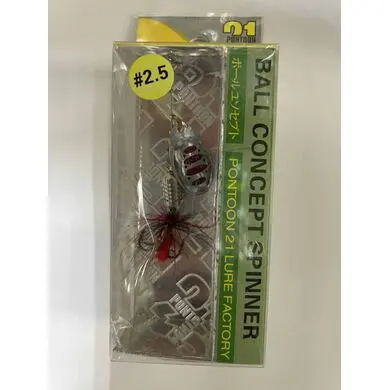 21
PONTOON
#2.5
BALL CONCEPT SPINNER
ボールコンセプト
PONTOON 21 LURE FACTORY